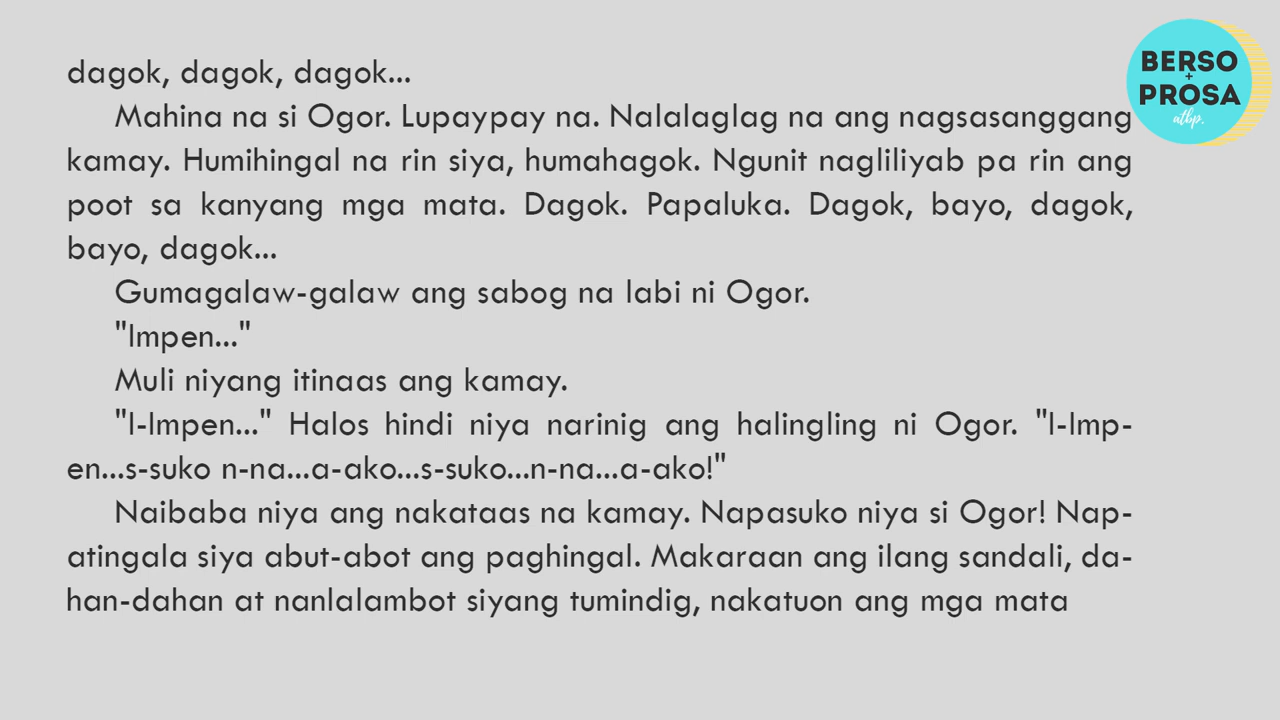 dagok, dagok, dagok...
Mahina na si Ogor. Lupaypay na. Nalalaglag na ang nagsasanggang
kamay. Humihingal na rin siya, humahagok. Ngunit nagliliyab pa rin ang
poot sa kanyang mga mata. Dagok. Papaluka. Dagok, bayo, dagok,
bayo, dagok...
Gumagalaw-galaw ang sabog na labi ni Ogor.
"Impen..."
Muli niyang itinaas ang kamay.
"I-Impen..." Halos hindi niya narinig ang halingling ni Ogor. "I-Imp-
en...s-suko n-na...a-ako...s-suko...n-na...a-ako!"
Naibaba niya ang nakataas na kamay. Napasuko niya si Ogor! Nap-
atingala siya abut-abot ang paghingal. Makaraan ang ilang sandali, da-
han-dahan at nanlalambot siyang tumindig, nakatuon ang mga mata
BERSO
+
PROSA
atbp.